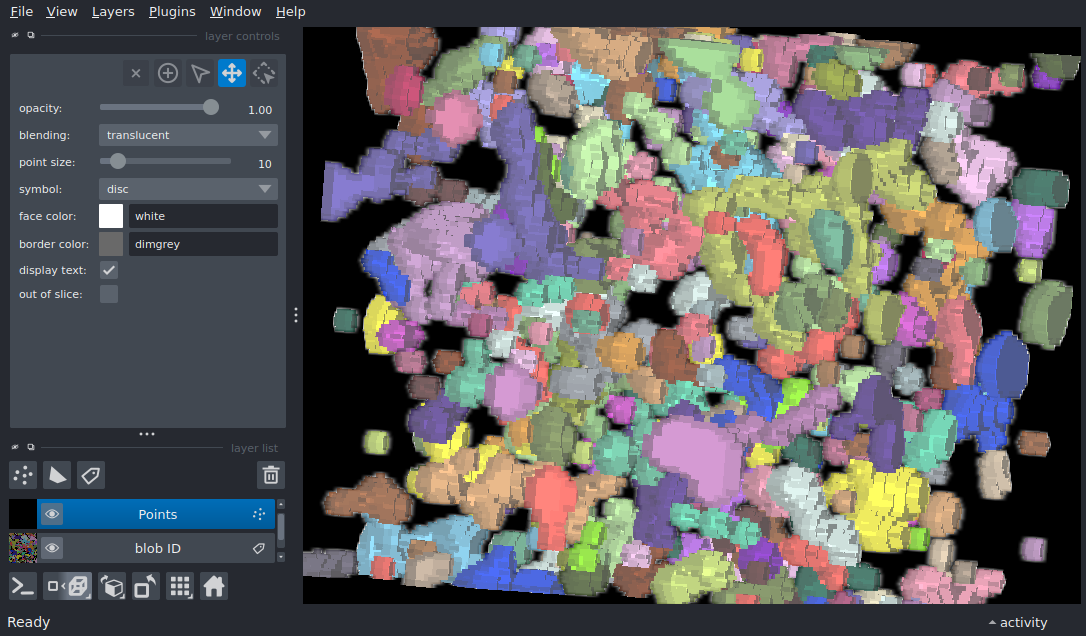 File View Layers Plugins Window Help
layer controls
opacity: 1.00
blending: translucent
point size: 10
symbol: disc
face color: white
border color: dimgrey
display text:
out of slice:
layer list
Points
blob ID
Ready
activity